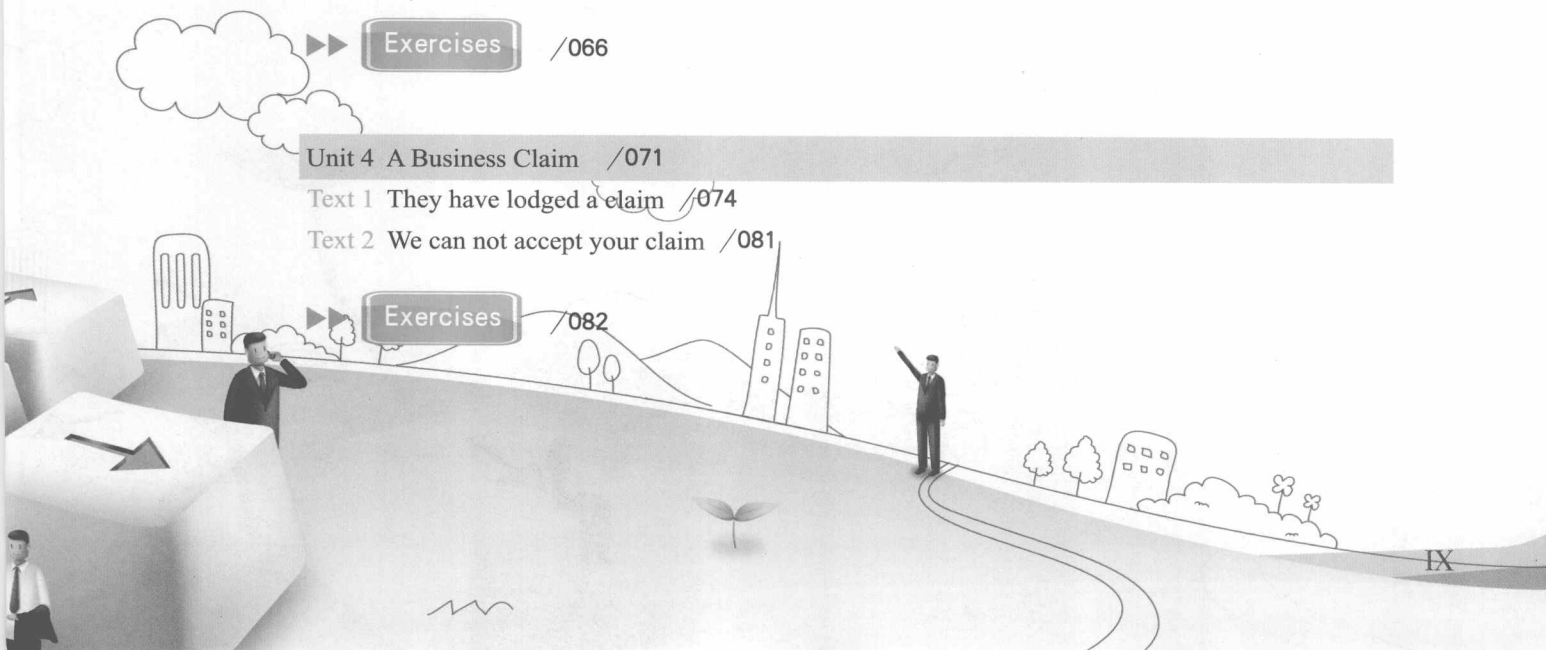 Exercises /066
Unit 4 A Business Claim /071
Text 1 They have lodged a claim /074
Text 2 We can not accept your claim /081
Exercises /082
IX